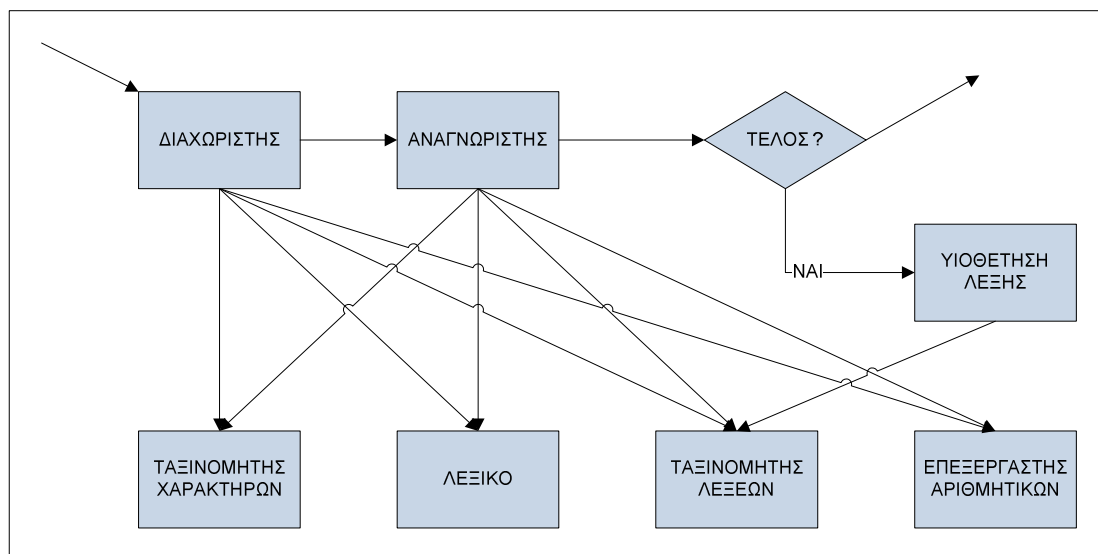 ΔΙΑΧΩΡΙΣΤΗΣ
ΑΝΑΓΝΩΡΙΣΤΗΣ
ΤΕΛΟΣ?
ΝΑΙ
ΥΙΟΘΕΤΗΣΗ
ΛΕΞΗΣ
ΤΑΞΙΝΟΜΗΤΗΣ
ΧΑΡΑΚΤΗΡΩΝ
ΛΕΞΙΚΟ
ΤΑΞΙΝΟΜΗΤΗΣ
ΛΕΞΕΩΝ
ΕΠΕΞΕΡΓΑΣΤΗΣ
ΑΡΙΘΜΗΤΙΚΩΝ